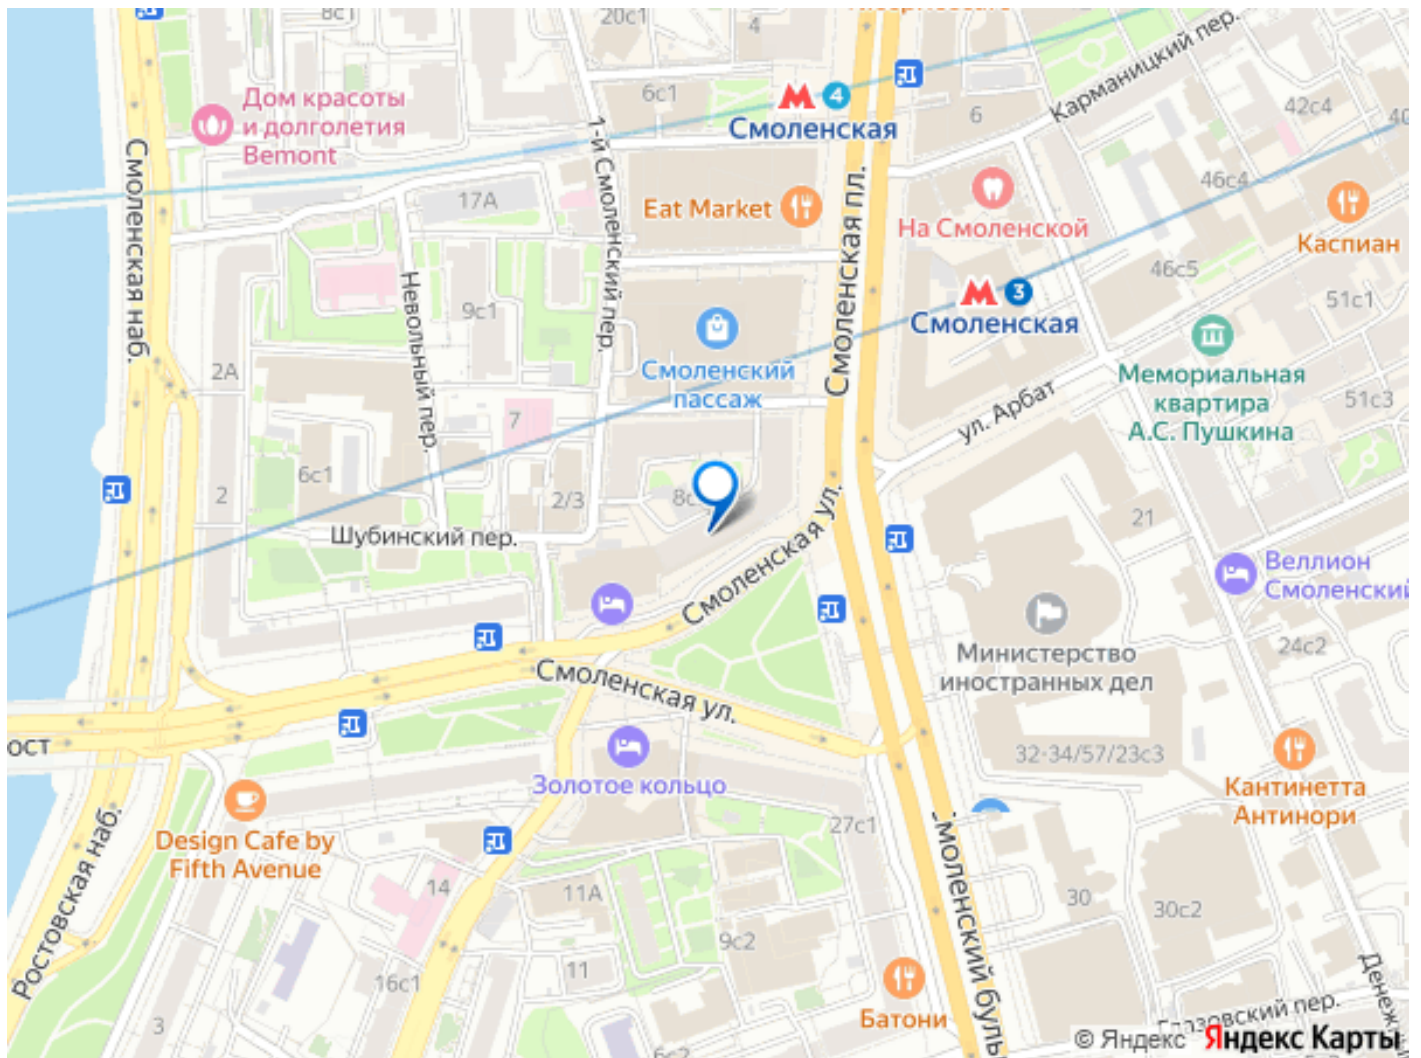 8с1
20с1
4
Дом красоты
и долголетия
Bemont
6с1
4
Смоленская
6
Карманицкий пер.
42с4
40
Смоленская наб.
1-й Смоленский пер.
17А
Eat Market
Смоленская пл.
На Смоленской
46с4
Каспиан
46с5
3
Смоленская
51с1
Невольный пер.
9с1
Смоленский
пассаж
2А
7
ул. Арбат
Мемориальная
квартира
А.С. Пушкина
51с3
6с1
2
2/3
Шубинский пер.
Смоленская ул.
21
Веллион
Смоленский
Министерство
иностранных дел
24с2
Смоленская ул.
32-34/57/23с3
Золотое кольцо
Кантинетта
Антинори
Design Cafe by
Fifth Avenue
27с1
Ростовская наб.
14
11А
30
30с2
9с2
11
16с1
3
Батони
6с2
© Яндекс
Яндекс Карты